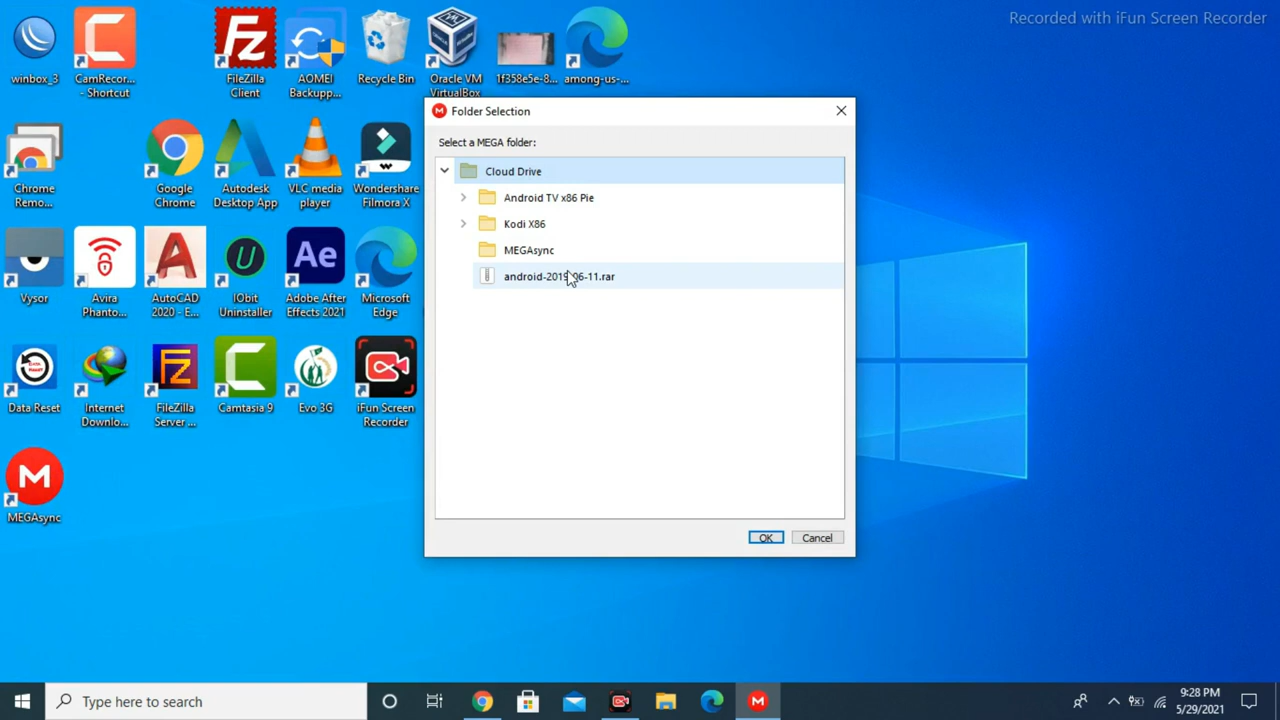 Recorded with iFun Screen Recorder
winbox_3
CamRecor...
- Shortcut
FileZilla
Client
AOMEI
Backupp...
Recycle Bin
Oracle VM
VirtualBox
1f358e5e-8...
among-us-...
Chrome
Remo...
Google
Chrome
Autodesk
Desktop App
VLC media
player
Wondershare
Filmora X
Vysor
Avira
Phanto...
AutoCAD
2020 - E...
IObit
Uninstaller
Ae
Adobe After
Effects 2021
Microsoft
Edge
Data Reset
Internet
Downlo...
FileZilla
Server ...
Camtasia 9
Evo 3G
iFun Screen
Recorder
MEGAsync
Folder Selection
Select a MEGA folder:
Cloud Drive
Android TV x86 Pie
Kodi X86
MEGAsync
android-2019-06-11.rar
OK
Cancel
Type here to search
9:28 PM
5/29/2021